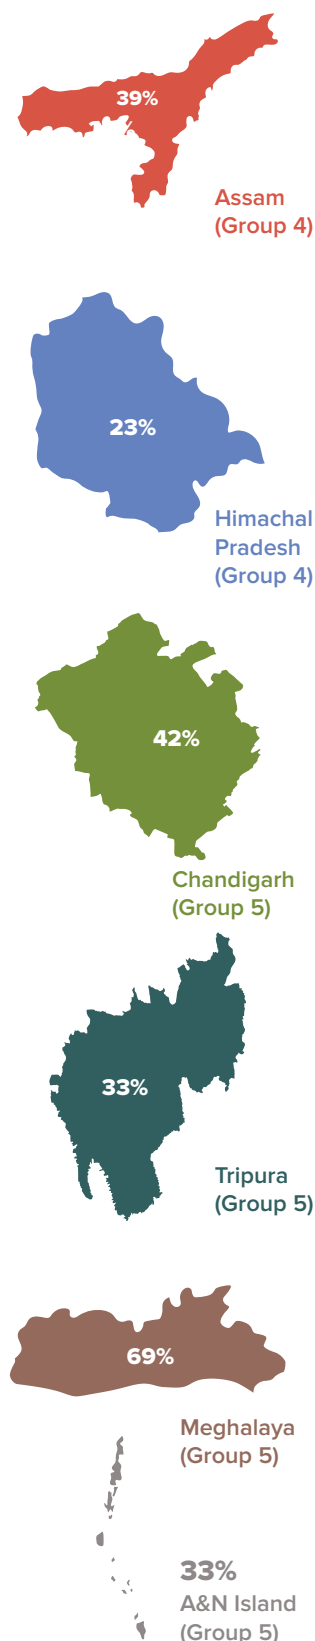 39%
Assam
(Group 4)
23%
Himachal
Pradesh
(Group 4)
42%
Chandigarh
(Group 5)
33%
Tripura
(Group 5)
69%
Meghalaya
(Group 5)
33%
A&N Island
(Group 5)